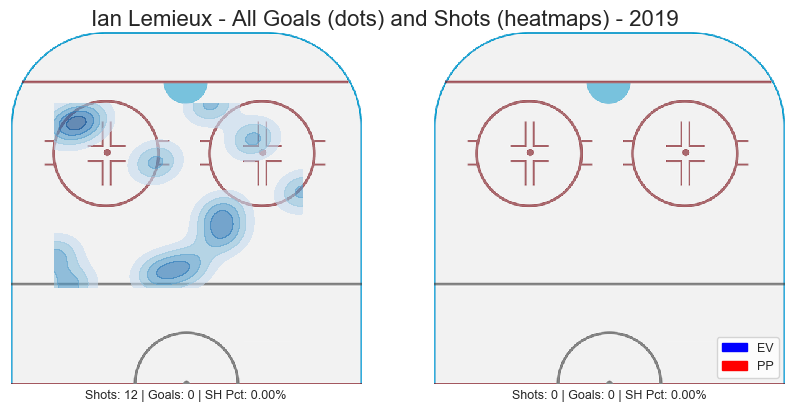 Ian Lemieux - All Goals (dots) and Shots (heatmaps) - 2019
EV
PP
Shots: 12 | Goals: 0 | SH Pct: 0.00%
Shots: 0 | Goals: 0 | SH Pct: 0.00%